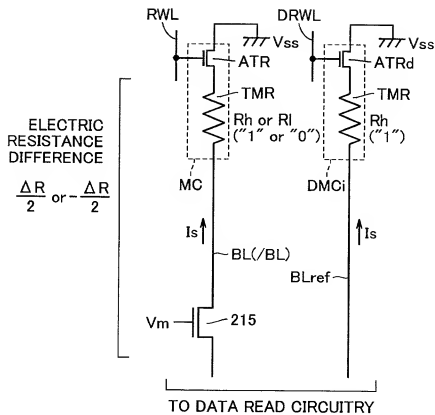 RWL
DRWL
Vss
Vss
ATR
ATRd
TMR
TMR
Rh or Rl
("1" or "0")
Rh
("1")
ELECTRIC
RESISTANCE
DIFFERENCE
ΔR/2 or -ΔR/2
MC
DMCi
Is
Is
BL(/BL)
BLref
Vm
215
TO DATA READ CIRCUITRY